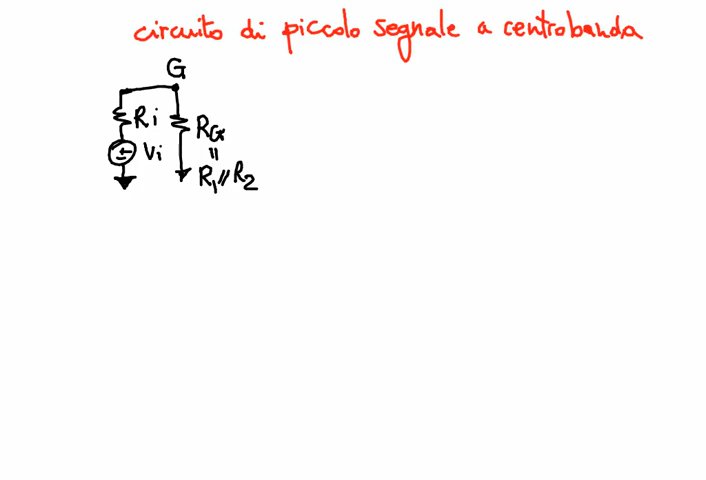 circuito di piccolo segnale a centrobanda
G
Ri
RG
Vi
=
R1//R2